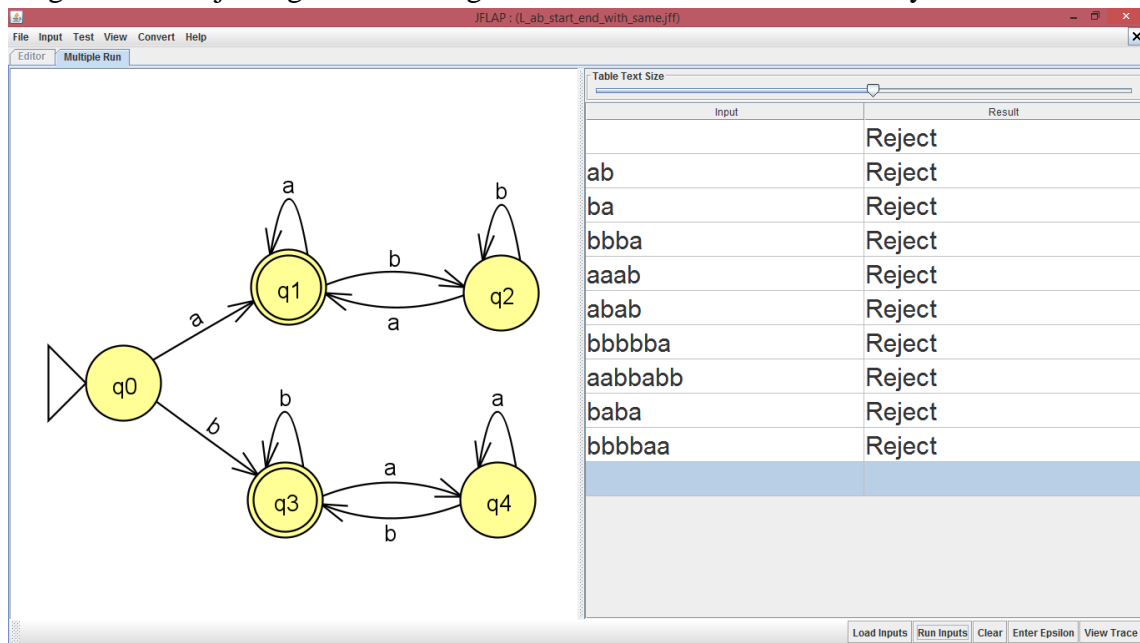 JFLAP : (L_ab_start_end_with_same.jff)
File Input Test View Convert Help
Editor Multiple Run
Table Text Size
Input Result
Reject
ab Reject
ba Reject
bbba Reject
aaab Reject
abab Reject
bbbbba Reject
aabbabb Reject
baba Reject
bbbbaa Reject
a
b
q1
b
q2
a
a
q0
b
b
a
q3
a
q4
b
Load Inputs Run Inputs Clear Enter Epsilon View Trace